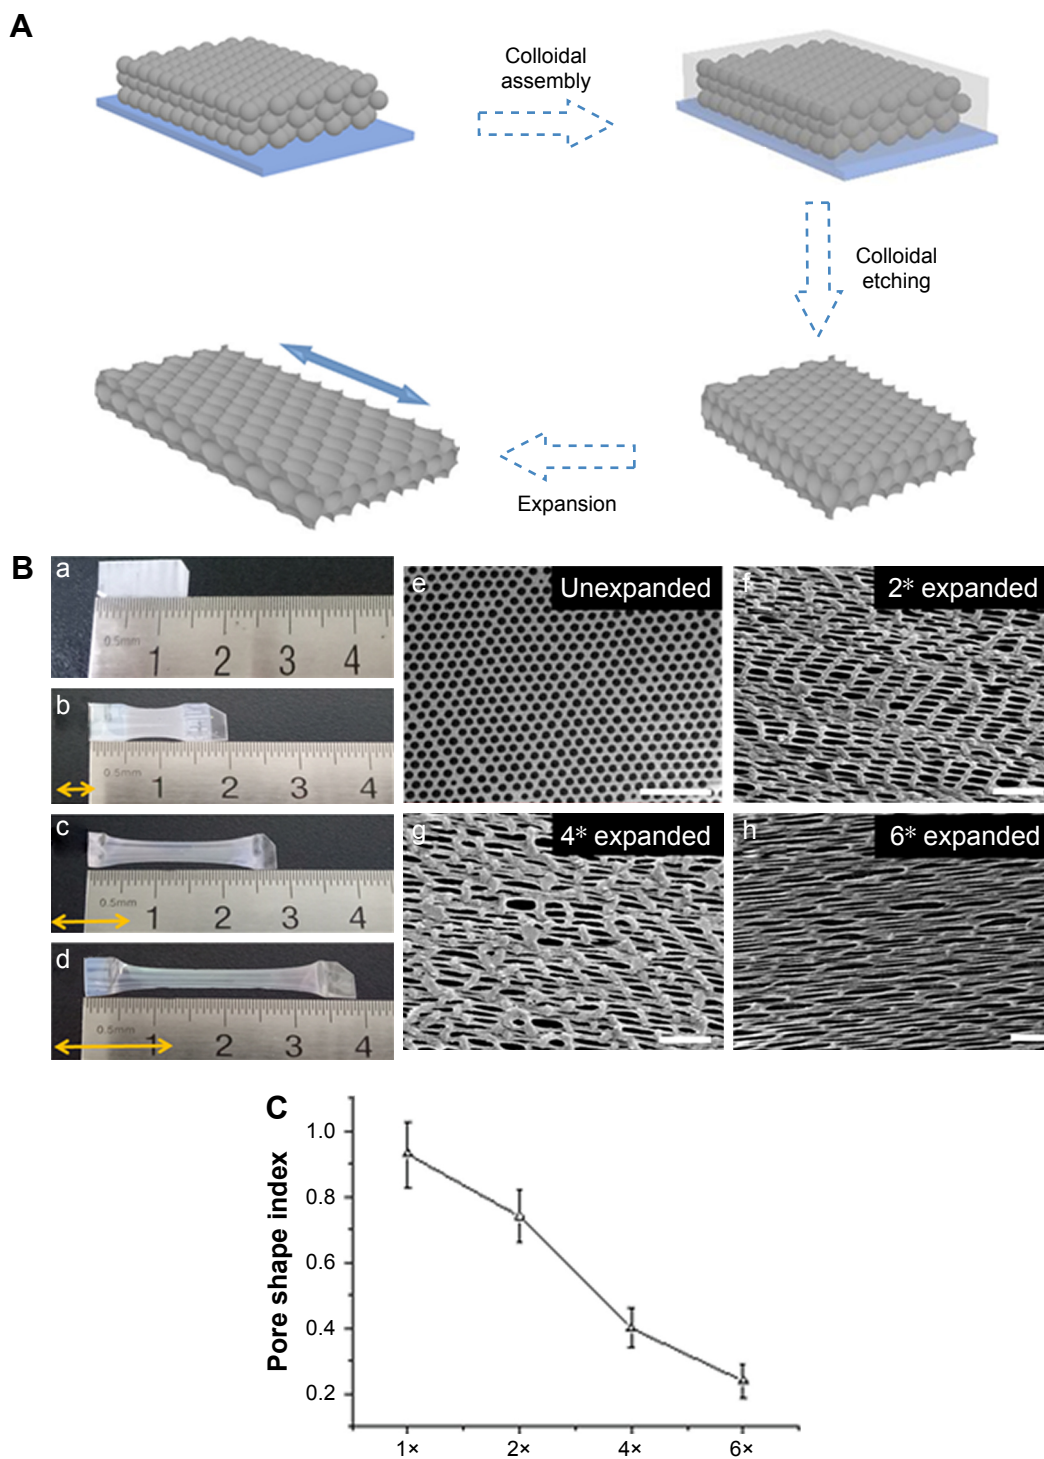 A
Colloidal
assembly
Colloidal
etching
Expansion
B
a
0.5mm
1 2 3 4
b
0.5mm
1 2 3 4
c
0.5mm
1 2 3 4
d
0.5mm
1 2 3 4
e Unexpanded
f 2* expanded
g 4* expanded
h 6* expanded
C
Pore shape index
1.0
0.8
0.6
0.4
0.2
1× 2× 4× 6×